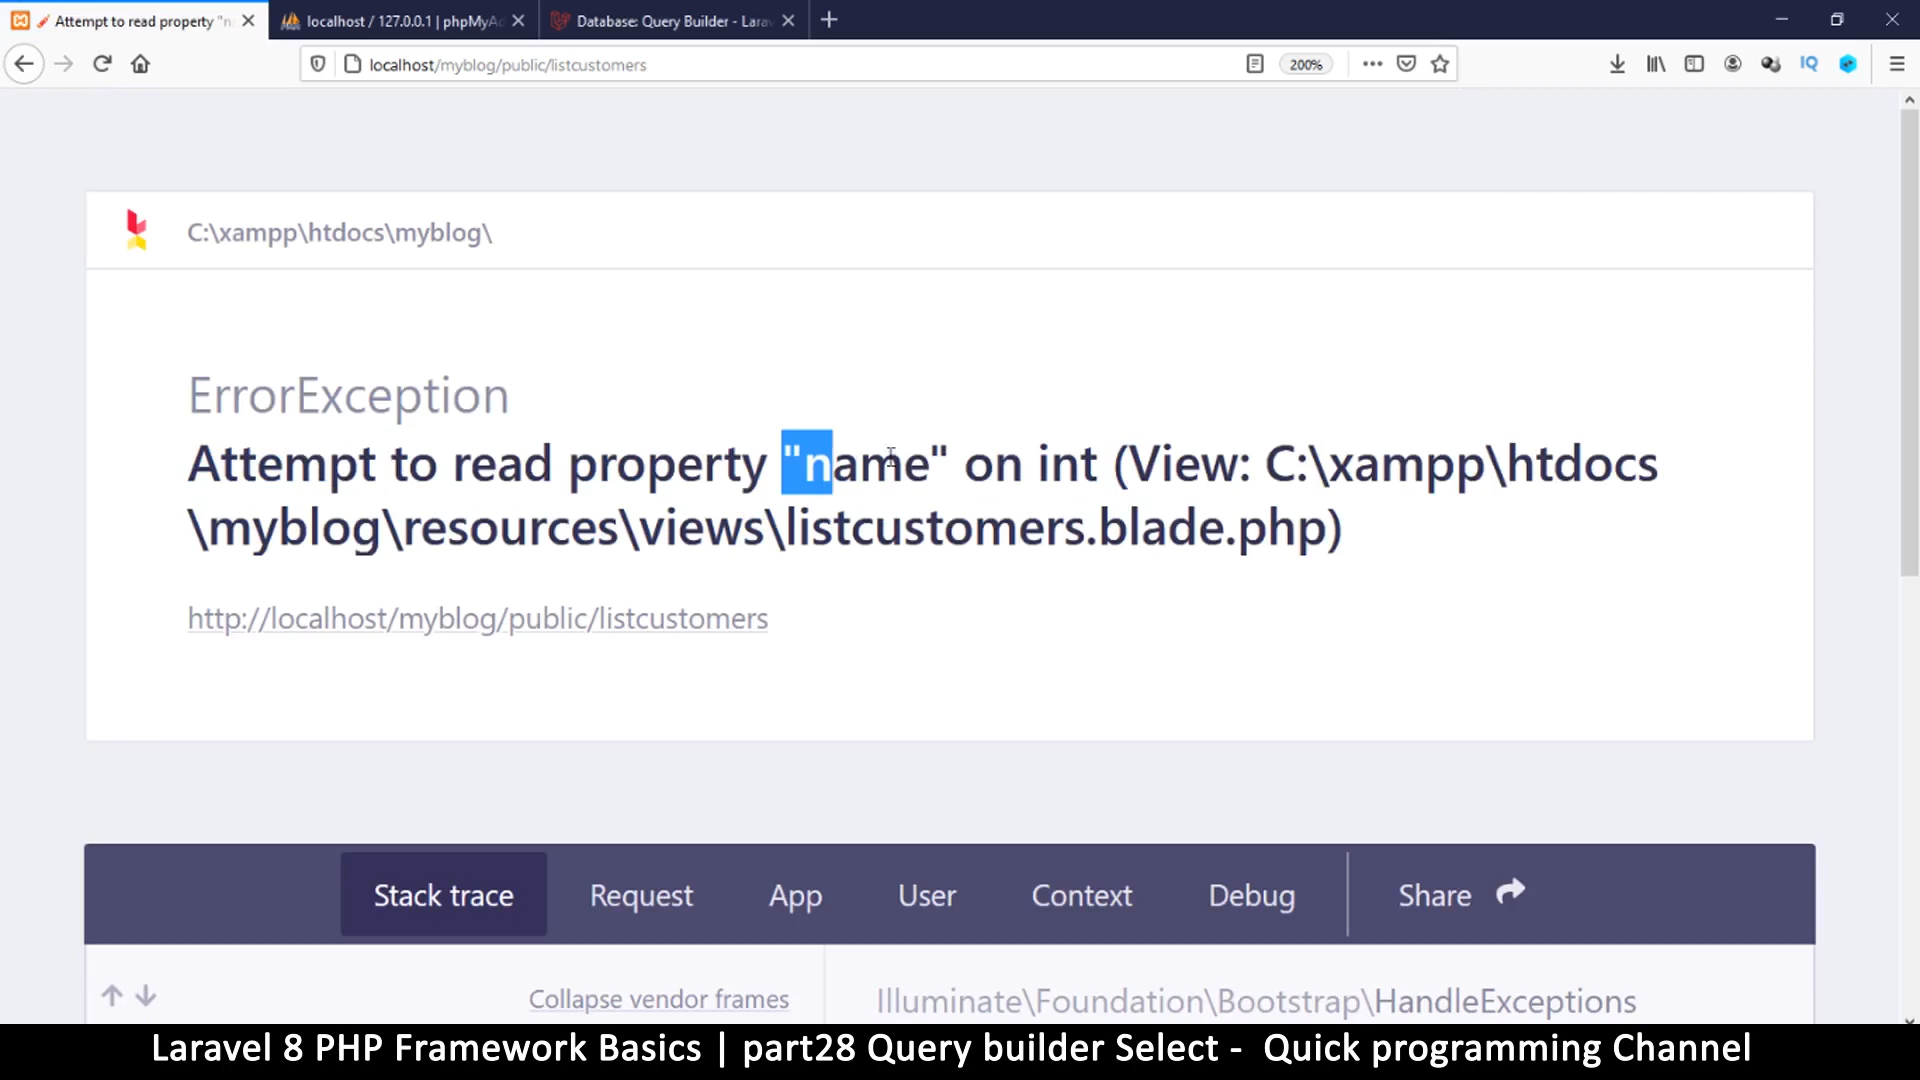 Attempt to read property "n
localhost / 127.0.0.1 | phpMyAd
Database: Query Builder - Larav
localhost/myblog/public/listcustomers
200%
IQ
C:\xampp\htdocs\myblog\
ErrorException
Attempt to read property "name" on int (View: C:\xampp\htdocs
\myblog\resources\views\listcustomers.blade.php)
http://localhost/myblog/public/listcustomers
Stack trace
Request
App
User
Context
Debug
Share
Collapse vendor frames
Illuminate\Foundation\Bootstrap\HandleExceptions
Laravel 8 PHP Framework Basics | part28 Query builder Select - Quick programming Channel